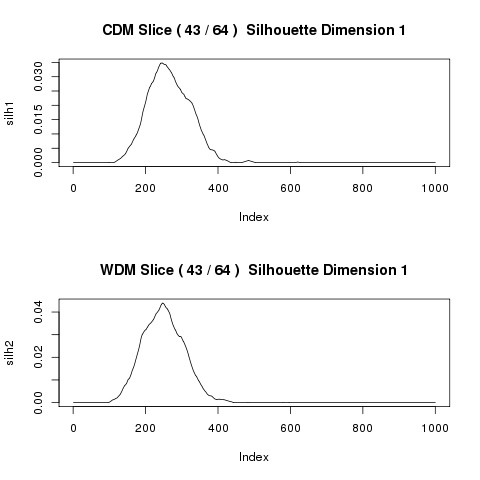 CDM Slice ( 43 / 64 )  Silhouette Dimension 1
silh1
0.030
0.015
0.000
0 200 400 600 800 1000
Index
WDM Slice ( 43 / 64 )  Silhouette Dimension 1
silh2
0.04
0.02
0.00
0 200 400 600 800 1000
Index